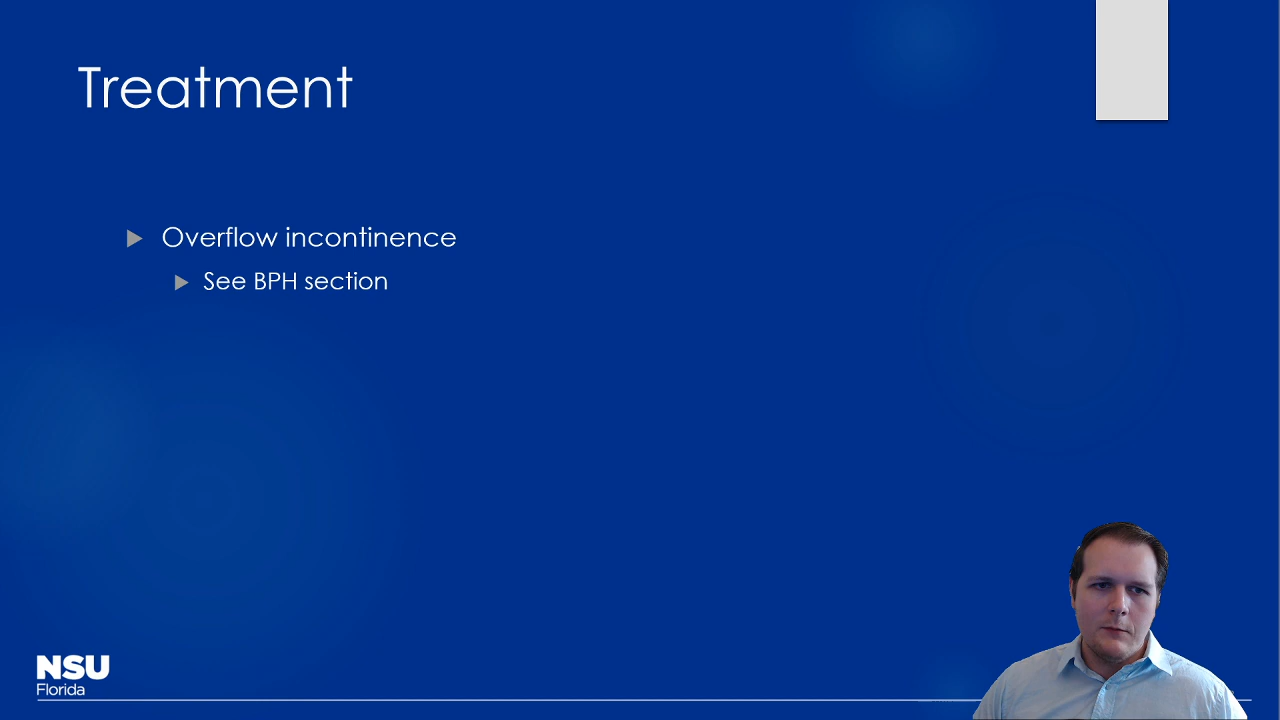 Treatment
Overflow incontinence
See BPH section
NSU
Florida